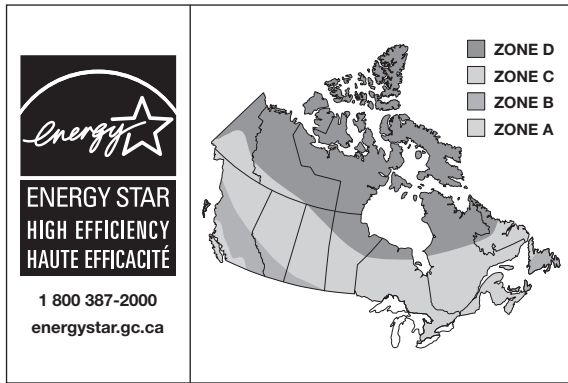 energy
ENERGY STAR
HIGH EFFICIENCY
HAUTE EFFICACITÉ
1 800 387-2000
energystar.gc.ca
ZONE D
ZONE C
ZONE B
ZONE A